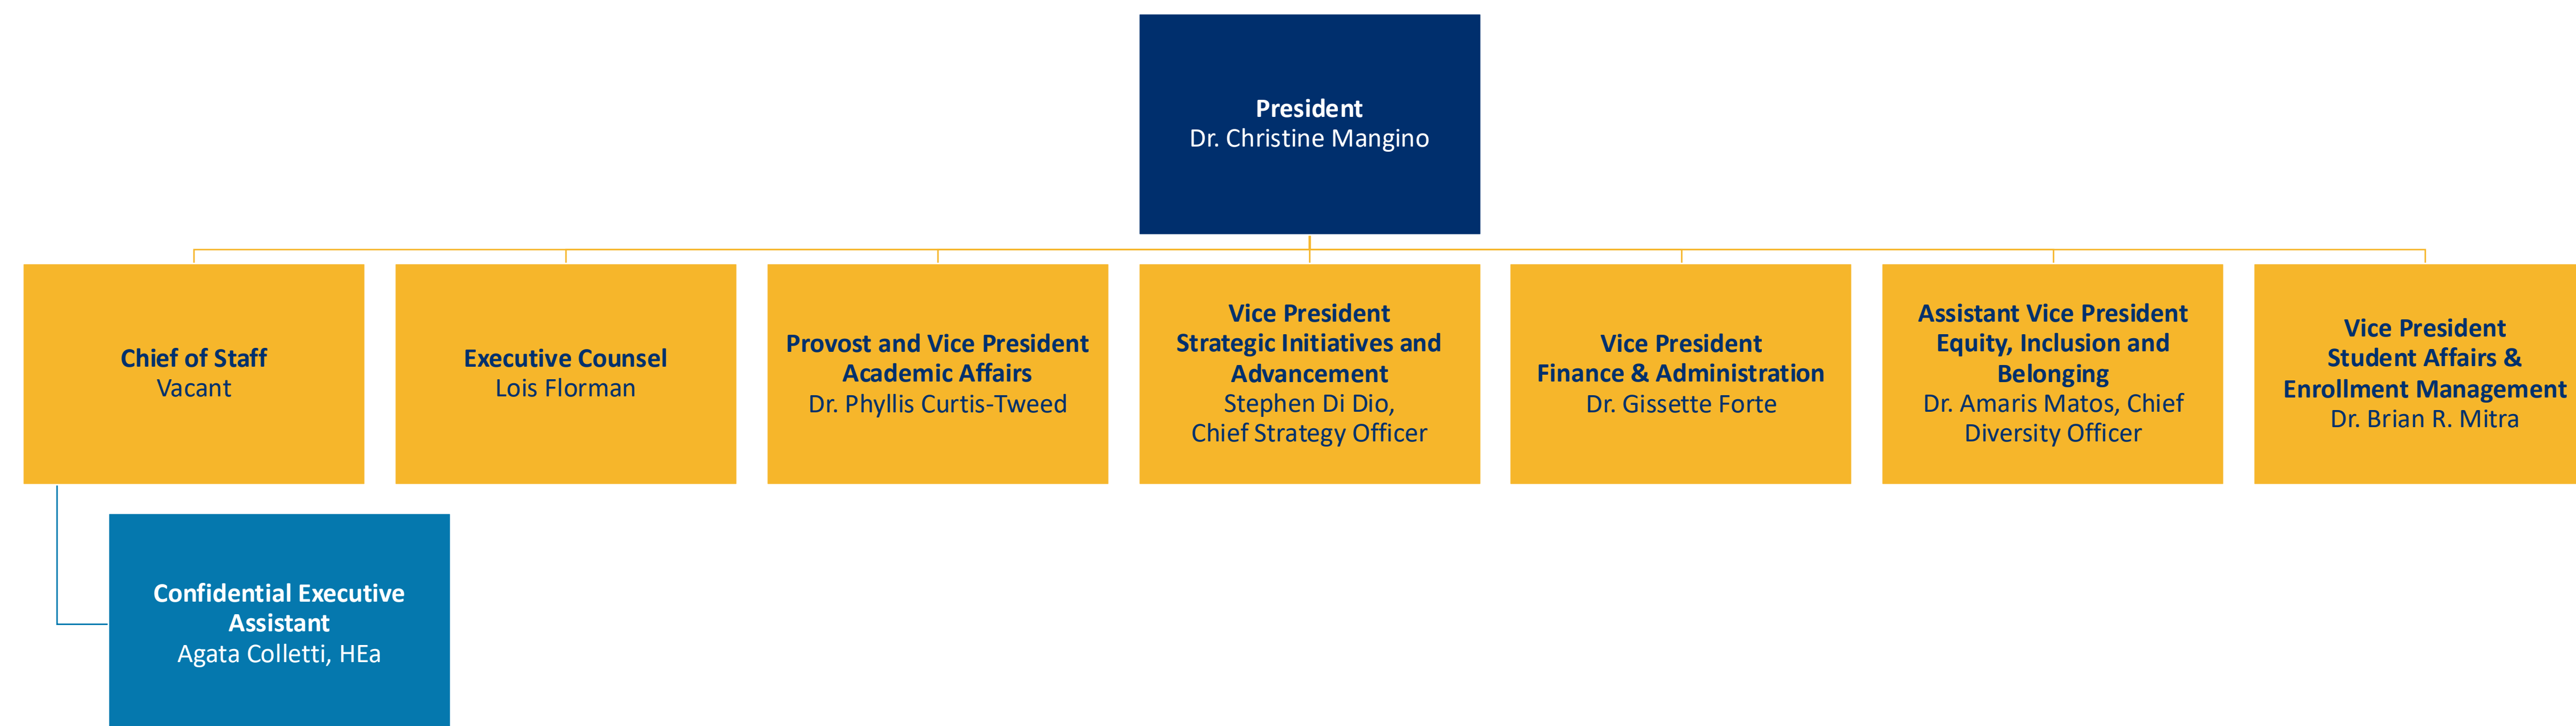 President
Dr. Christine Mangino
Chief of Staff
Vacant
Executive Counsel
Lois Florman
Provost and Vice President
Academic Affairs
Dr. Phyllis Curtis-Tweed
Vice President
Strategic Initiatives and
Advancement
Stephen Di Dio,
Chief Strategy Officer
Vice President
Finance & Administration
Dr. Gissette Forte
Assistant Vice President
Equity, Inclusion and
Belonging
Dr. Amaris Matos, Chief
Diversity Officer
Vice President
Student Affairs &
Enrollment Management
Dr. Brian R. Mitra
Confidential Executive
Assistant
Agata Colletti, HEa